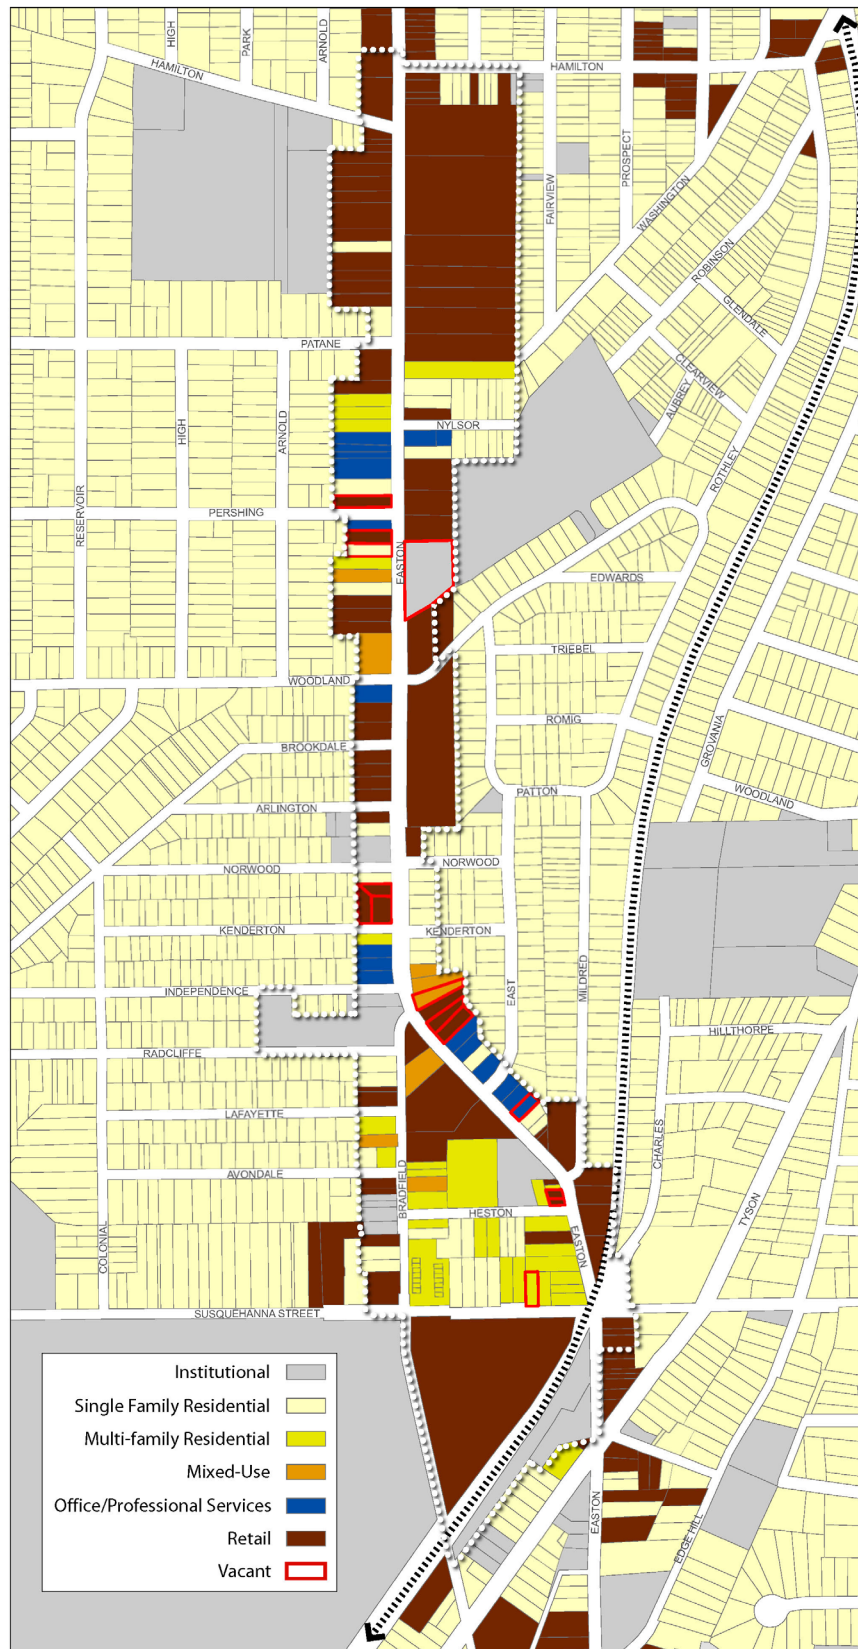 HIGH
PARK
ARNOLD
HAMILTON
HAMILTON
PROSPECT
FAIRVIEW
WASHINGTON
ROBINSON
GLENDALE
PATANE
CLEARVIEW
AUBREY
HIGH
ARNOLD
NYLSOR
ROTHLEY
RESERVOIR
PERSHING
EASTON
EDWARDS
TRIEBEL
WOODLAND
ROMIG
GROVANIA
BROOKDALE
PATTON
WOODLAND
ARLINGTON
NORWOOD
NORWOOD
KENDERTON
KENDERTON
EAST
MILDRED
INDEPENDENCE
HILLTHORPE
RADCLIFFE
LAFAYETTE
CHARLES
AVONDALE
BRADFIELD
TYSON
HESTON
COLONIAL
EASTON
SUSQUEHANNA STREET
Institutional
Single Family Residential
Multi-family Residential
Mixed-Use
Office/Professional Services
Retail
Vacant
EASTON
EDGE HILL